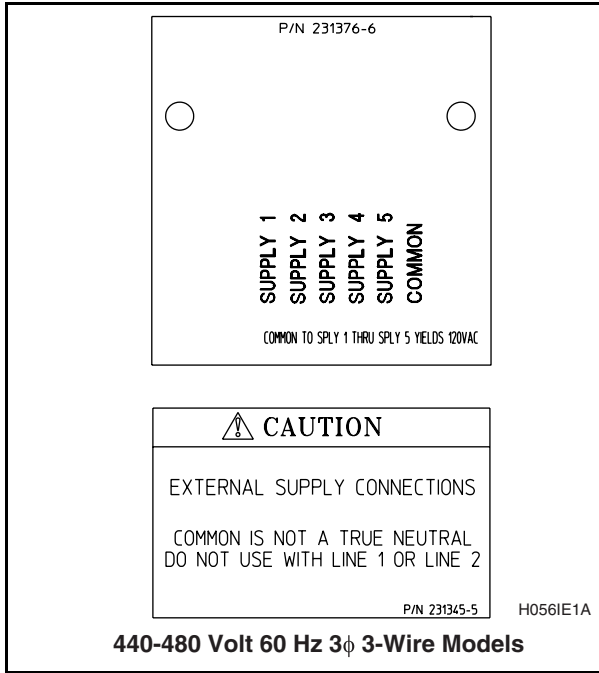 P/N 231376-6
SUPPLY 1
SUPPLY 2
SUPPLY 3
SUPPLY 4
SUPPLY 5
COMMON
COMMON TO SPLY 1 THRU SPLY 5 YIELDS 120VAC
CAUTION
EXTERNAL SUPPLY CONNECTIONS
COMMON IS NOT A TRUE NEUTRAL
DO NOT USE WITH LINE 1 OR LINE 2
P/N 231345-5
H056IE1A
440-480 Volt 60 Hz 3ϕ 3-Wire Models